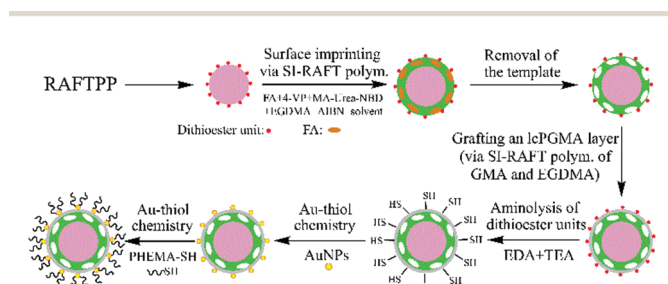 RAFTPP
Surface imprinting
via SI-RAFT polym.
FA+4-VP+MA-Urea-NBD
+EGDMA AIBN solvent
Removal of
the template
Dithioester unit:
FA:
Grafting an lcPGMA layer
(via SI-RAFT polym. of
GMA and EGDMA)
Aminolysis of
dithioester units
EDA+TEA
HS
SH
HS
SH
HS
SH
HS
SH
HS
SH
Au-thiol
chemistry
AuNPs
Au-thiol
chemistry
PHEMA-SH
SH